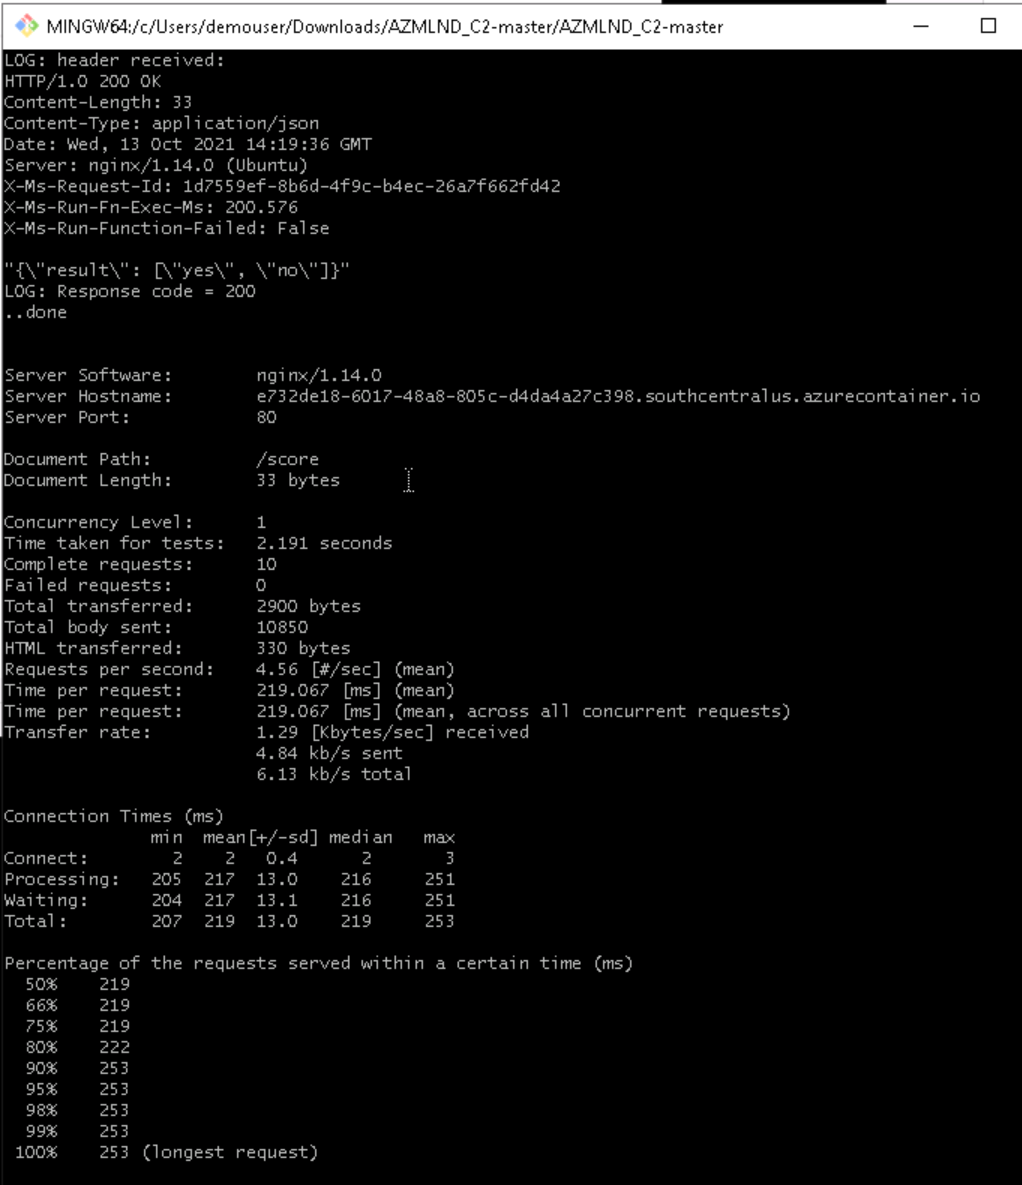 MINGW64:/c/Users/demouser/Downloads/AZMLND_C2-master/AZMLND_C2-master
LOG: header received:
HTTP/1.0 200 OK
Content-Length: 33
Content-Type: application/json
Date: Wed, 13 Oct 2021 14:19:36 GMT
Server: nginx/1.14.0 (Ubuntu)
X-Ms-Request-Id: 1d7559ef-8b6d-4f9c-b4ec-26a7f662fd42
X-Ms-Run-Fn-Exec-Ms: 200.576
X-Ms-Run-Function-Failed: False

"{\"result\": [\"yes\", \"no\"]}"
LOG: Response code = 200
..done

Server Software:        nginx/1.14.0
Server Hostname:        e732de18-6017-48a8-805c-d4da4a27c398.southcentralus.azurecontainer.io
Server Port:            80

Document Path:          /score
Document Length:        33 bytes

Concurrency Level:      1
Time taken for tests:   2.191 seconds
Complete requests:      10
Failed requests:        0
Total transferred:      2900 bytes
Total body sent:        10850
HTML transferred:       330 bytes
Requests per second:    4.56 [#/sec] (mean)
Time per request:       219.067 [ms] (mean)
Time per request:       219.067 [ms] (mean, across all concurrent requests)
Transfer rate:          1.29 [Kbytes/sec] received
                        4.84 kb/s sent
                        6.13 kb/s total

Connection Times (ms)
              min  mean[+/-sd] median   max
Connect:        2    2   0.4      2       3
Processing:   205  217  13.0    216     251
Waiting:      204  217  13.1    216     251
Total:        207  219  13.0    219     253

Percentage of the requests served within a certain time (ms)
  50%    219
  66%    219
  75%    219
  80%    222
  90%    253
  95%    253
  98%    253
  99%    253
 100%    253 (longest request)